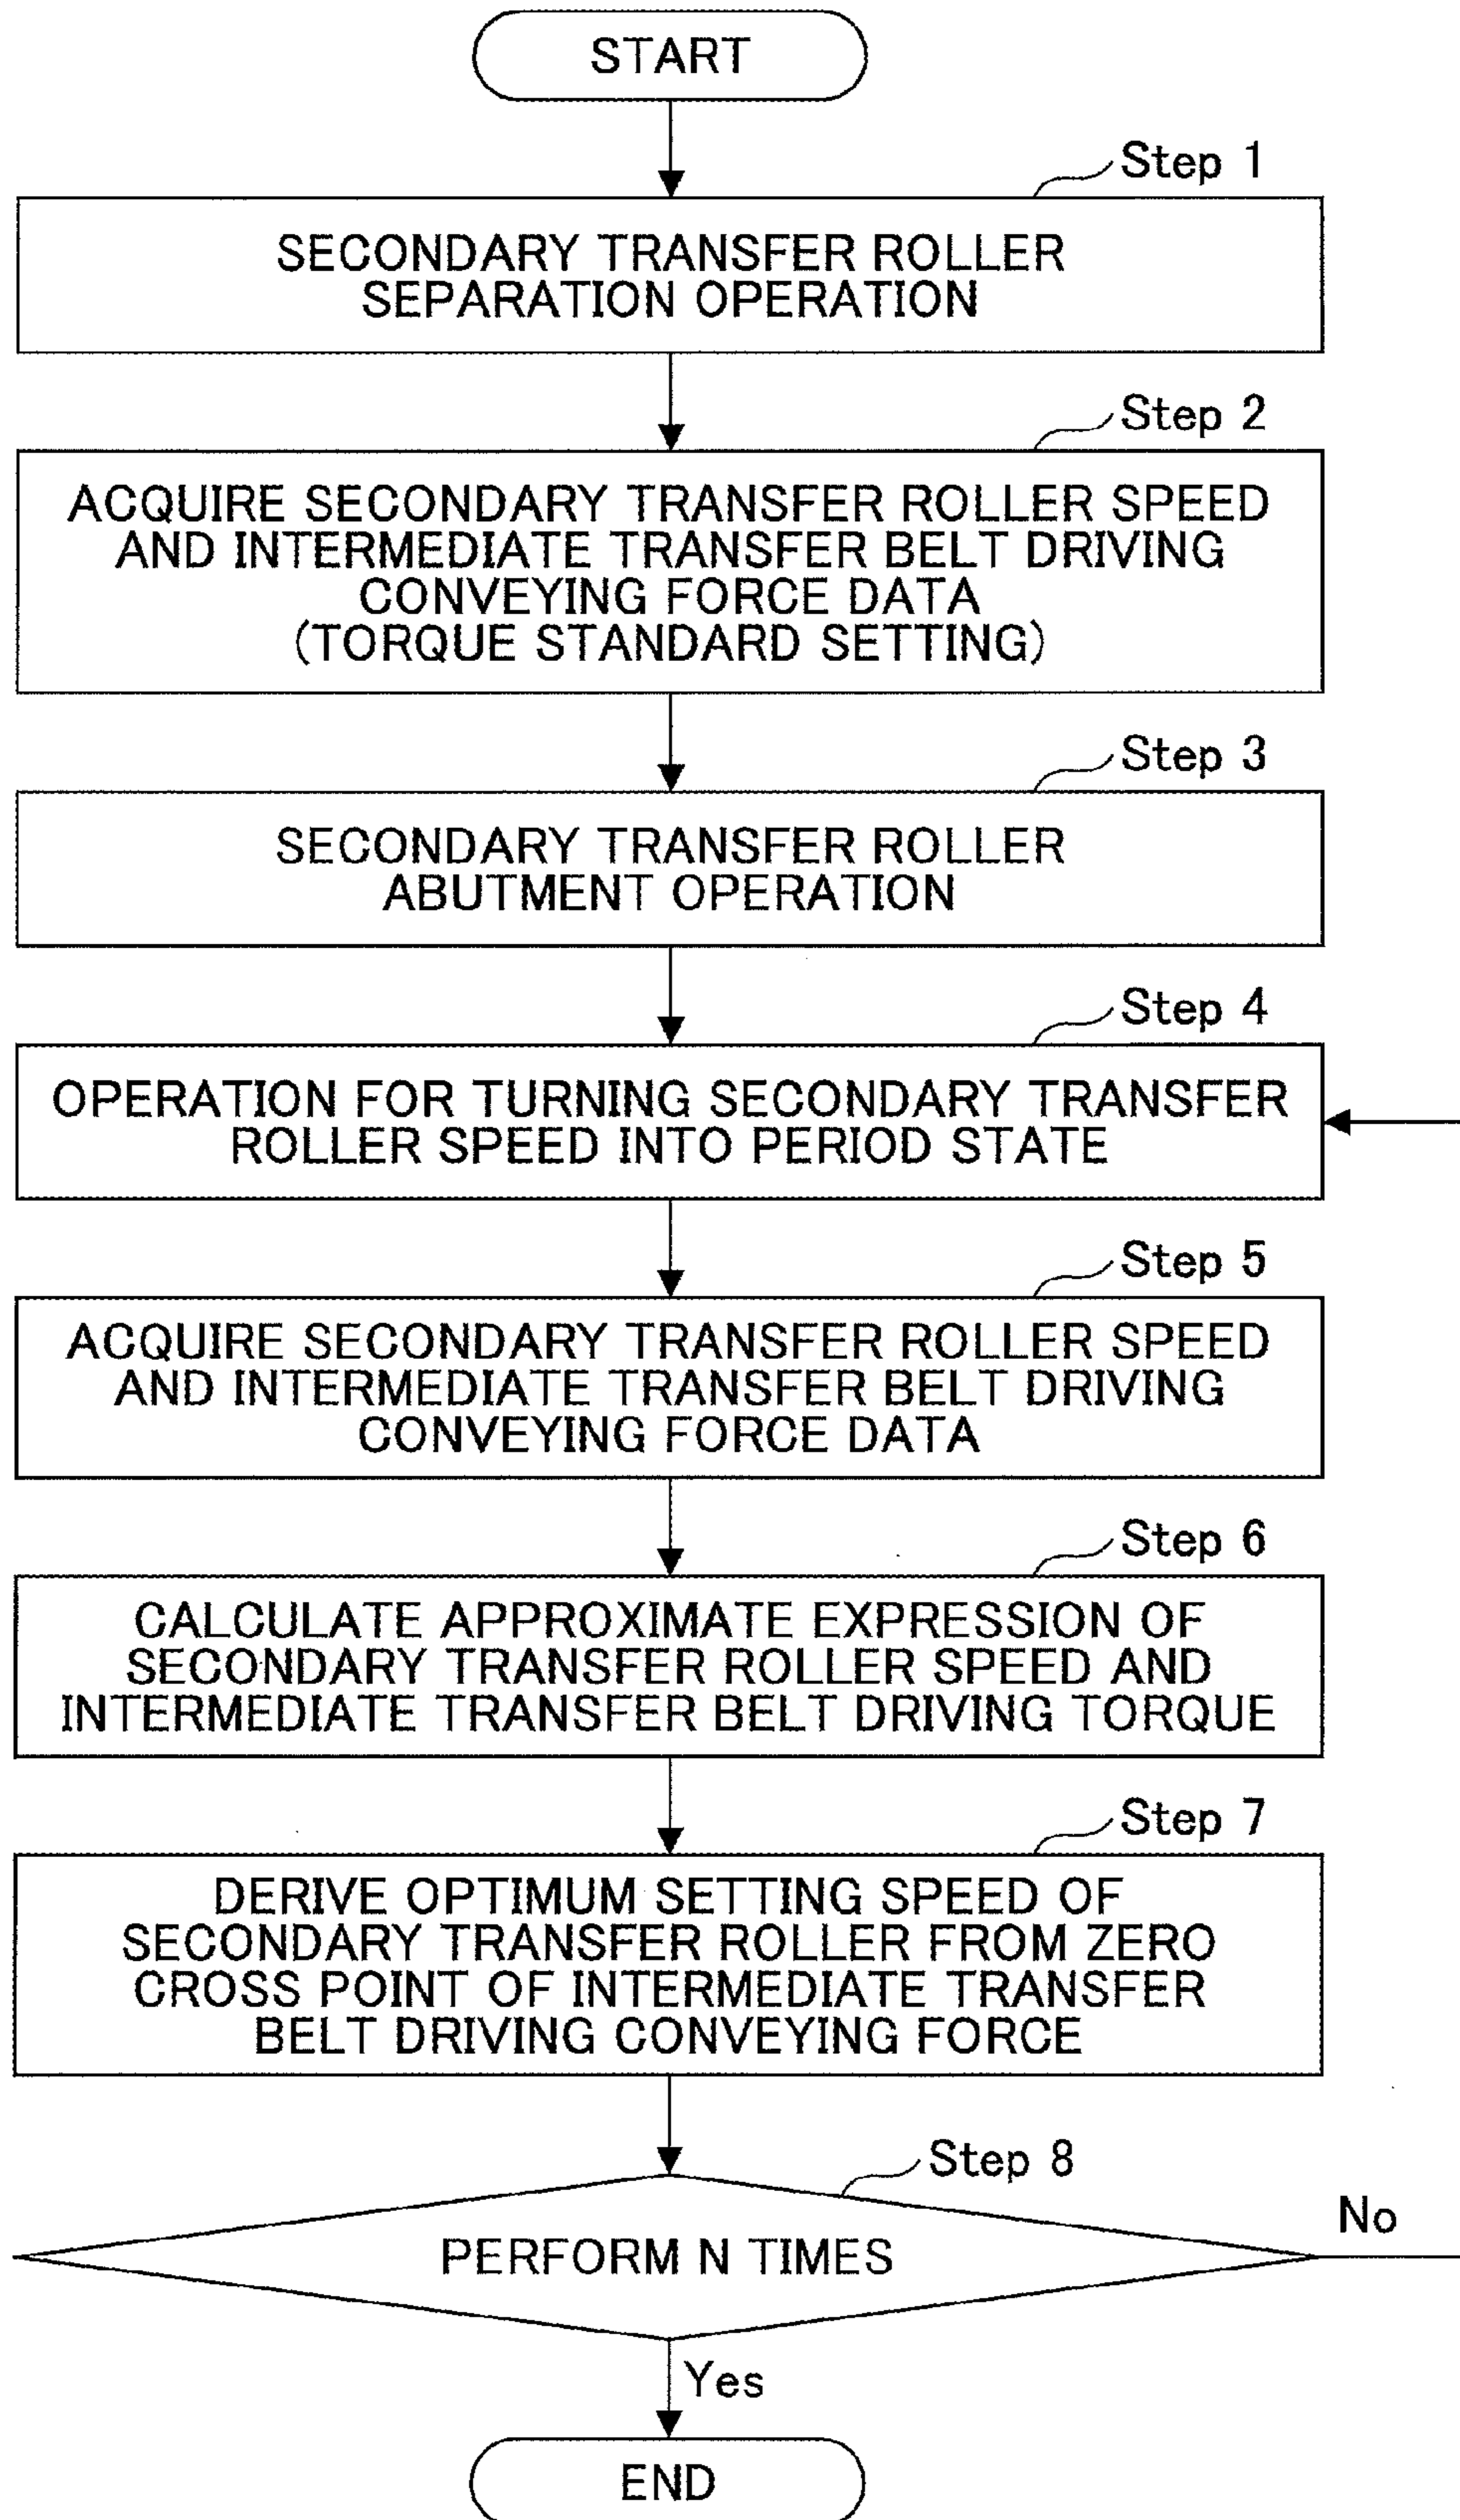 START
Step 1
SECONDARY TRANSFER ROLLER
SEPARATION OPERATION
Step 2
ACQUIRE SECONDARY TRANSFER ROLLER SPEED
AND INTERMEDIATE TRANSFER BELT DRIVING
CONVEYING FORCE DATA
(TORQUE STANDARD SETTING)
Step 3
SECONDARY TRANSFER ROLLER
ABUTMENT OPERATION
Step 4
OPERATION FOR TURNING SECONDARY TRANSFER
ROLLER SPEED INTO PERIOD STATE
Step 5
ACQUIRE SECONDARY TRANSFER ROLLER SPEED
AND INTERMEDIATE TRANSFER BELT DRIVING
CONVEYING FORCE DATA
Step 6
CALCULATE APPROXIMATE EXPRESSION OF
SECONDARY TRANSFER ROLLER SPEED AND
INTERMEDIATE TRANSFER BELT DRIVING TORQUE
Step 7
DERIVE OPTIMUM SETTING SPEED OF
SECONDARY TRANSFER ROLLER FROM ZERO
CROSS POINT OF INTERMEDIATE TRANSFER
BELT DRIVING CONVEYING FORCE
Step 8
PERFORM N TIMES
No
Yes
END